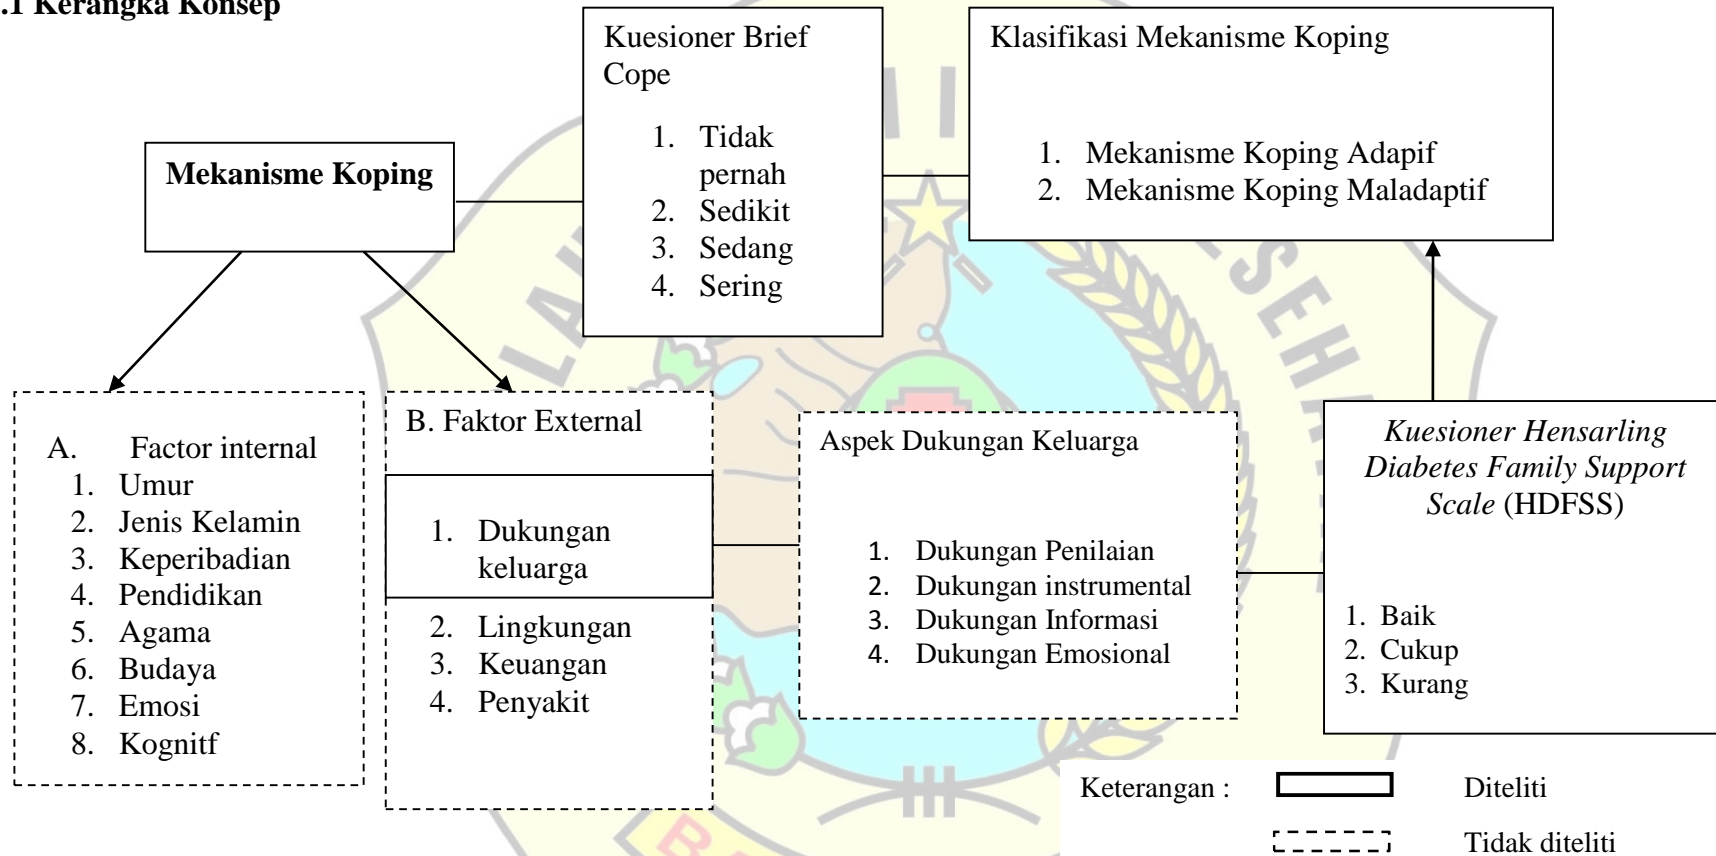 .1 Kerangka Konsep
Kuesioner Brief
Cope
1. Tidak
pernah
2. Sedikit
3. Sedang
4. Sering
Klasifikasi Mekanisme Koping
1. Mekanisme Koping Adapif
2. Mekanisme Koping Maladaptif
Mekanisme Koping
A. Factor internal
1. Umur
2. Jenis Kelamin
3. Keperibadian
4. Pendidikan
5. Agama
6. Budaya
7. Emosi
8. Kognitf
B. Faktor External
1. Dukungan
keluarga
2. Lingkungan
3. Keuangan
4. Penyakit
Aspek Dukungan Keluarga
1. Dukungan Penilaian
2. Dukungan instrumental
3. Dukungan Informasi
4. Dukungan Emosional
Kuesioner Hensarling
Diabetes Family Support
Scale (HDFSS)
1. Baik
2. Cukup
3. Kurang
Keterangan :
Diteliti
Tidak diteliti